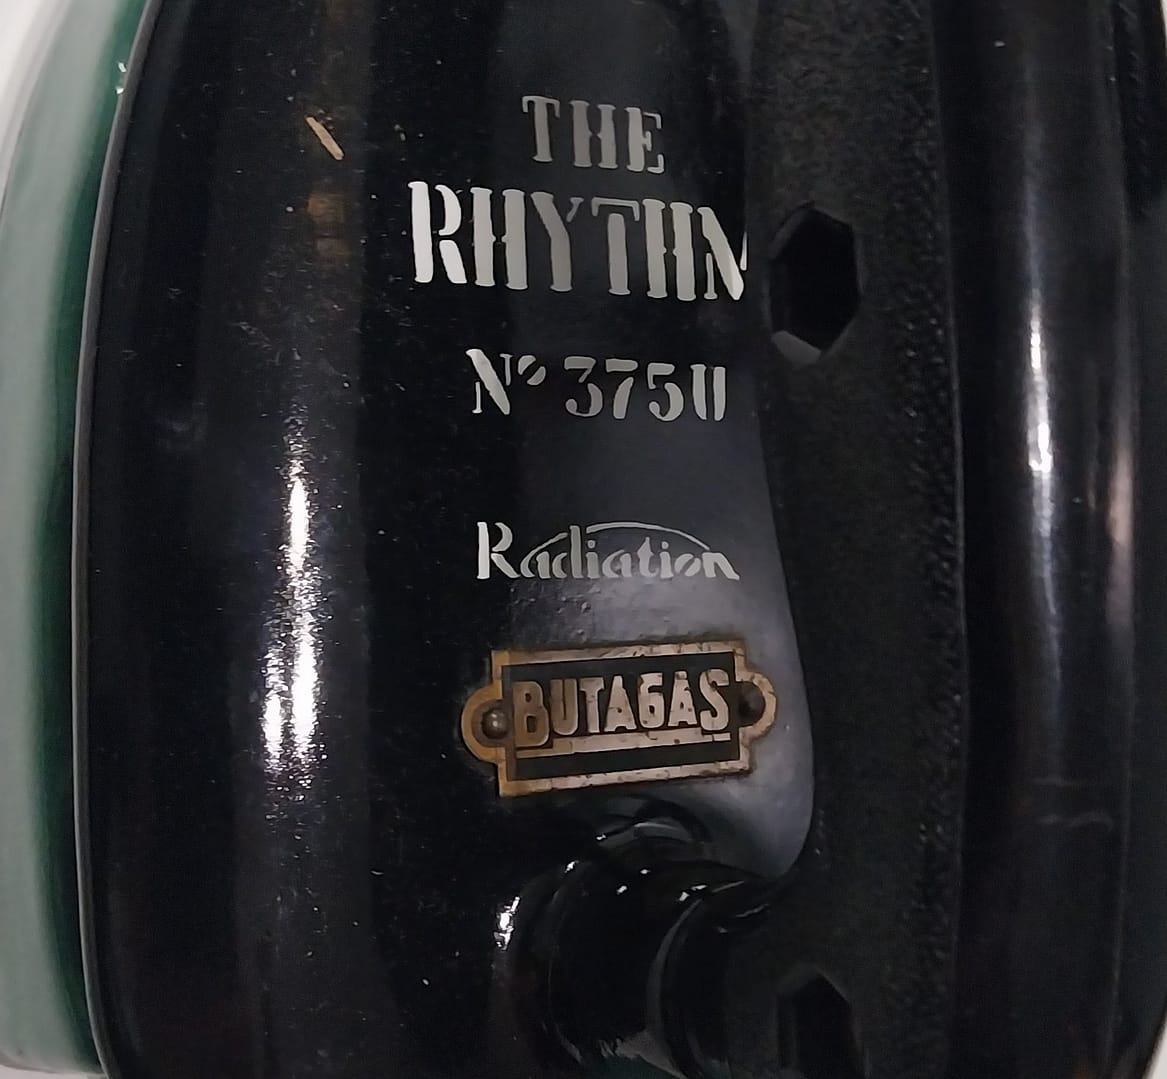 THE
RHYTHM
Nº 3750
Radiation
BUTAGAS